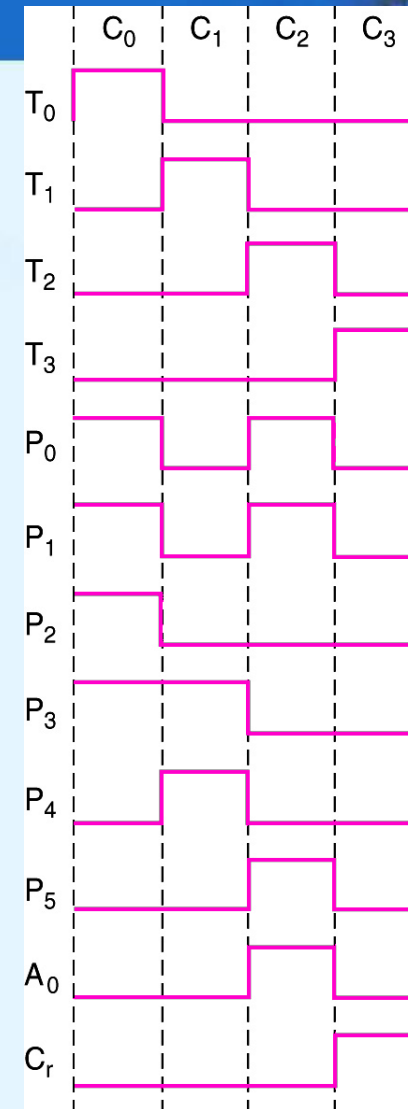 C₀ C₁ C₂ C₃
T₀
T₁
T₂
T₃
P₀
P₁
P₂
P₃
P₄
P₅
A₀
Cᵣ